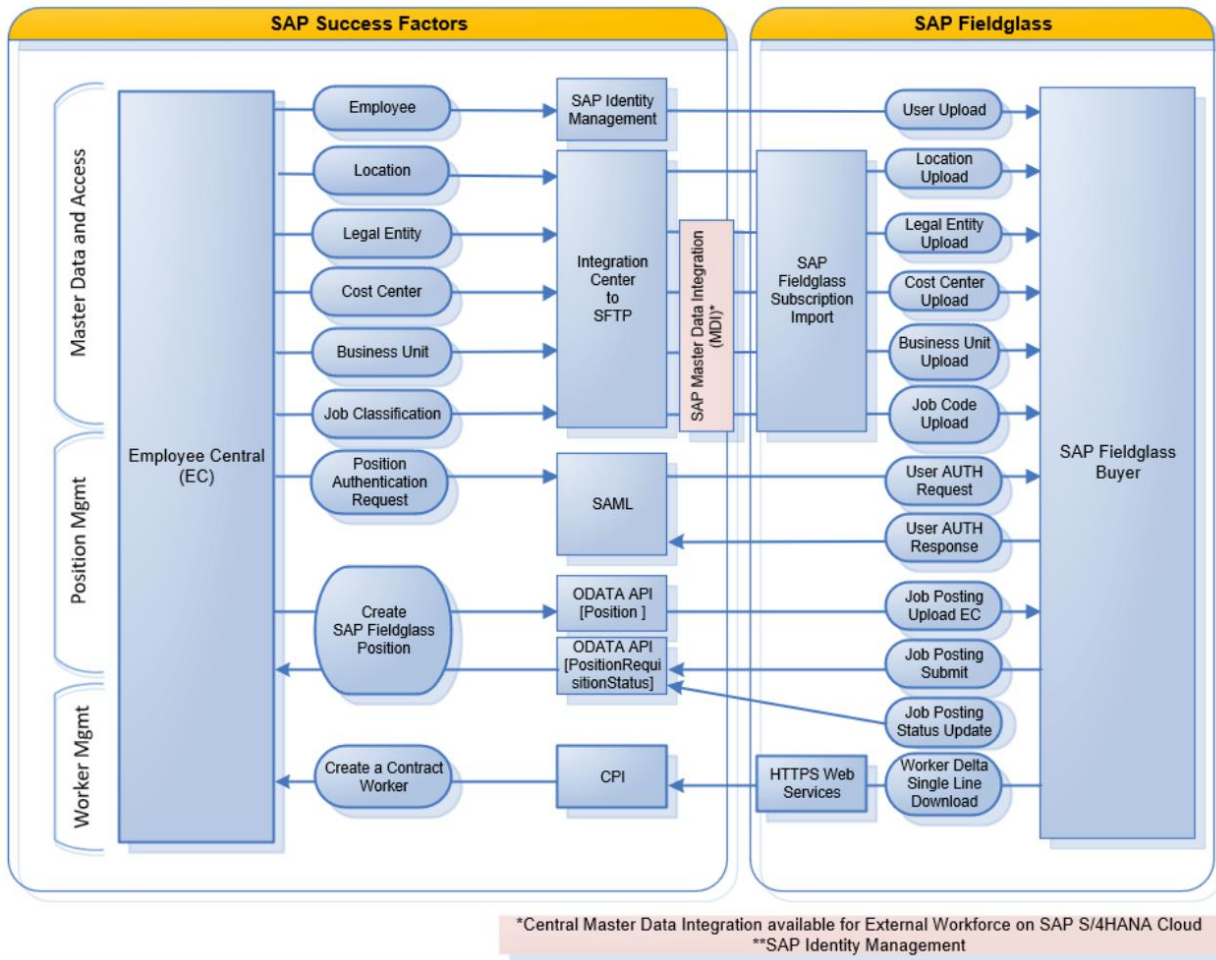 SAP Success Factors
SAP Fieldglass
Master Data and Access
Position Mgmt
Worker Mgmt
Employee Central
(EC)
Employee
Location
Legal Entity
Cost Center
Business Unit
Job Classification
Position
Authentication
Request
Create
SAP Fieldglass
Position
Create a Contract
Worker
SAP Identity
Management
Integration
Center
to
SFTP
SAML
ODATA API
[Position ]
ODATA API
[PositionRequi
sitionStatus]
CPI
SAP Master Data Integration
(MDI)*
SAP
Fieldglass
Subscription
Import
HTTPS Web
Services
User Upload
Location
Upload
Legal Entity
Upload
Cost Center
Upload
Business Unit
Upload
Job Code
Upload
User AUTH
Request
User AUTH
Response
Job Posting
Upload EC
Job Posting
Submit
Job Posting
Status Update
Worker Delta
Single Line
Download
SAP Fieldglass
Buyer
*Central Master Data Integration available for External Workforce on SAP S/4HANA Cloud
**SAP Identity Management